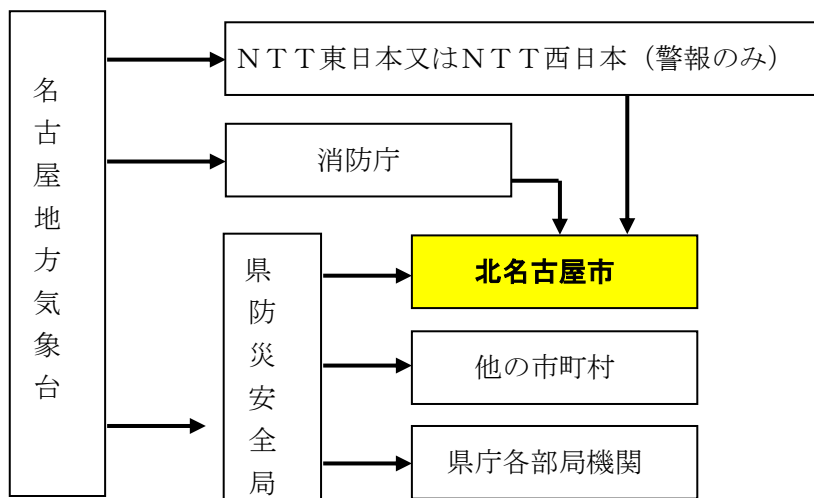 名古屋地方気象台
ＮＴＴ東日本又はＮＴＴ西日本（警報のみ）
消防庁
県防災安全局
北名古屋市
他の市町村
県庁各部局機関